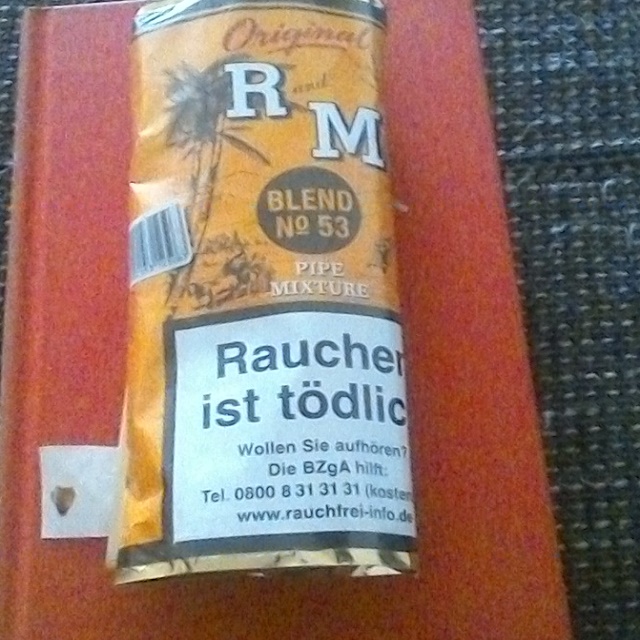 Original
R and M
BLEND
Nº 53
PIPE
MIXTURE
Raucher
ist tödlic
Wollen Sie aufhören?
Die BZgA hilft:
Tel. 0800 8 31 31 31 (kosten
www.rauchfrei-info.de